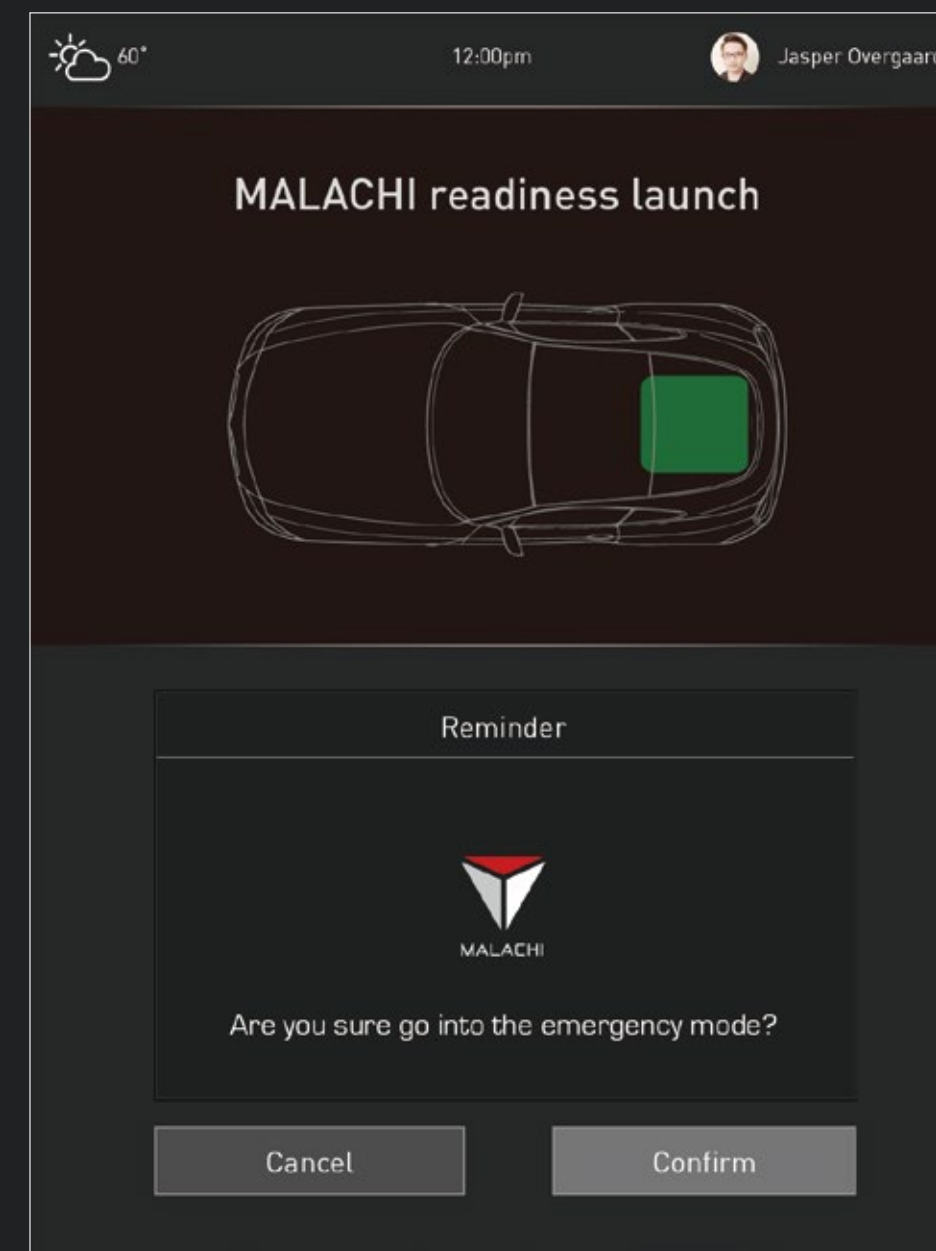 60°
12:00pm
Jasper Overgaard
MALACHI readiness launch
Reminder
MALACHI
Are you sure go into the emergency mode?
Cancel
Confirm